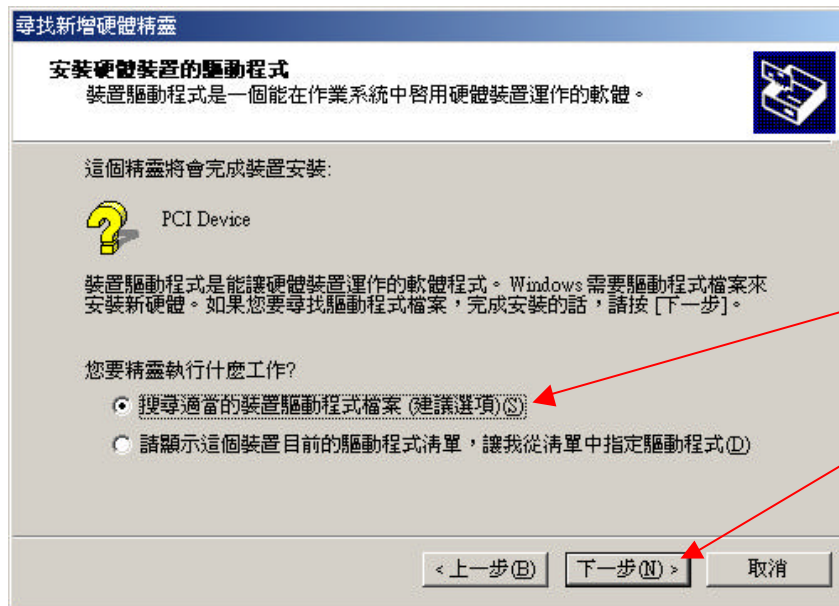 尋找新增硬體精靈
安裝硬體裝置的驅動程式
裝置驅動程式是一個能在作業系統中啓用硬體裝置運作的軟體。
這個精靈將會完成裝置安裝:
PCI Device
裝置驅動程式是能讓硬體裝置運作的軟體程式。Windows 需要驅動程式檔案來
安裝新硬體。如果您要尋找驅動程式檔案，完成安裝的話，請按 [下一步]。
您要精靈執行什麼工作?
搜尋適當的裝置驅動程式檔案 (建議選項)(S)
請顯示這個裝置目前的驅動程式清單，讓我從清單中指定驅動程式(D)
< 上一步(B) 下一步(N) > 取消